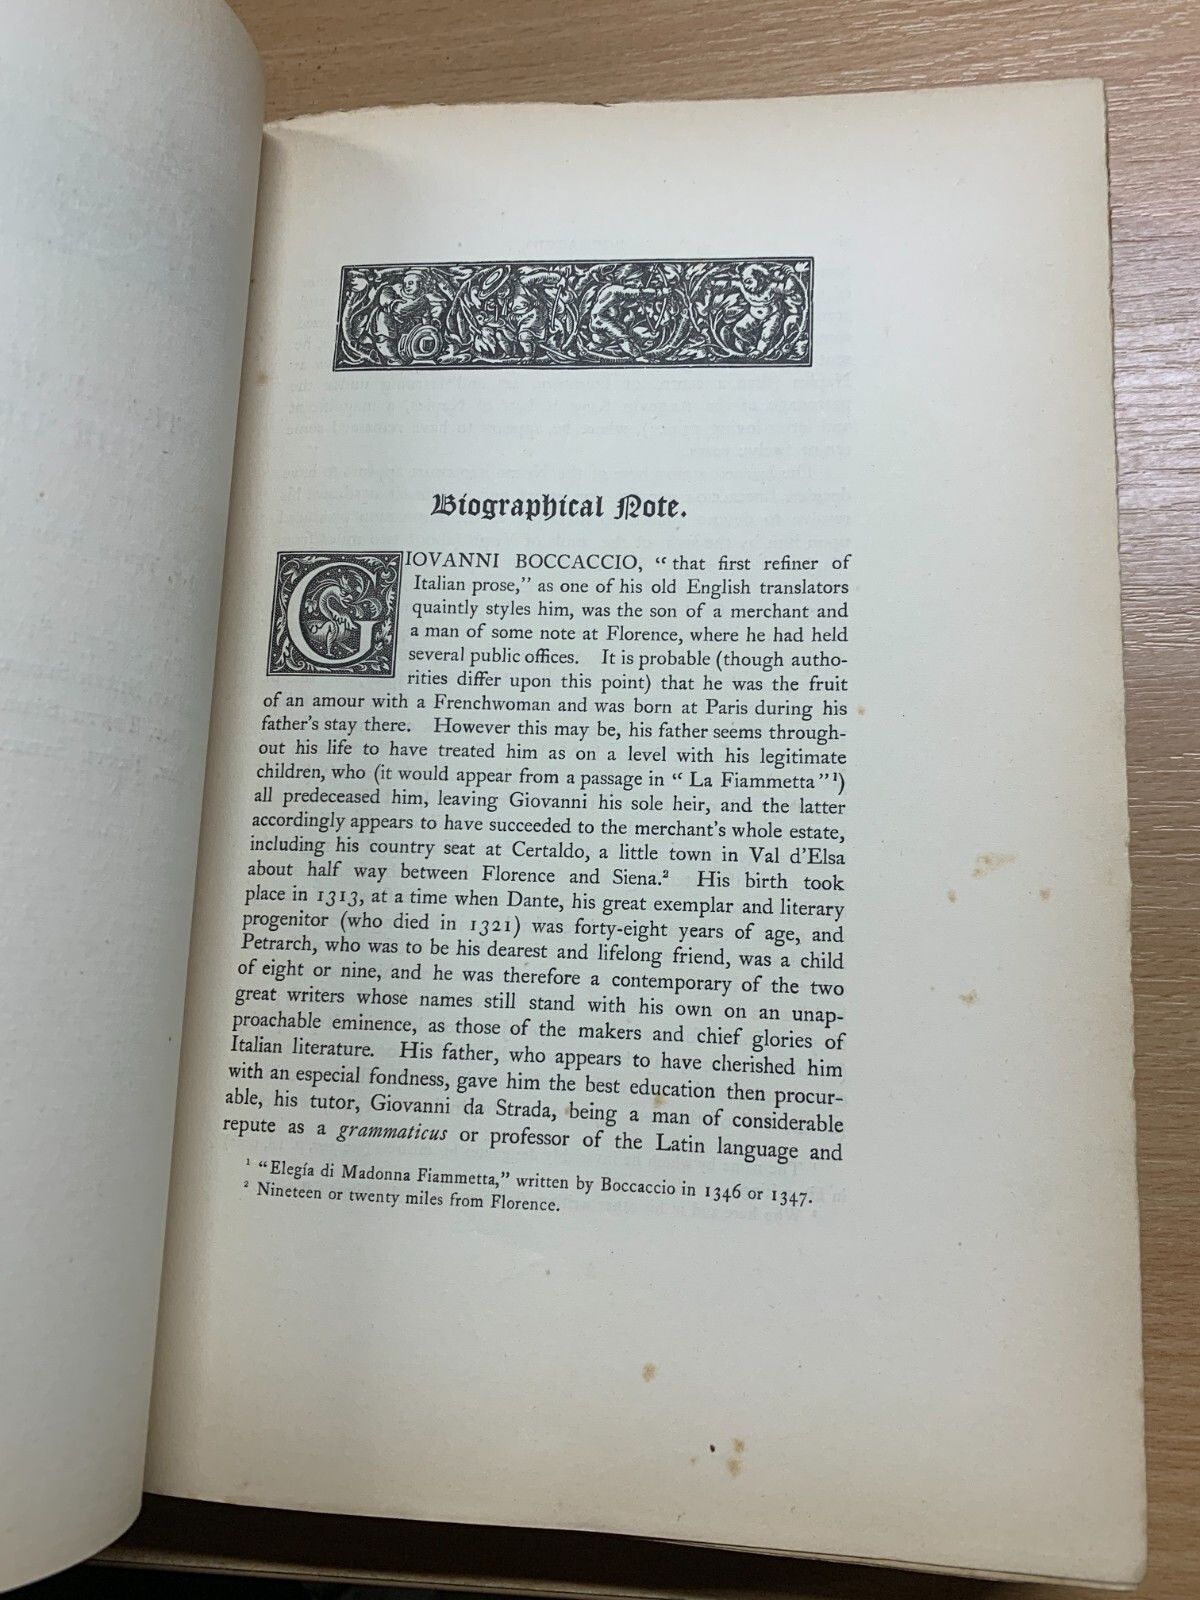 Biographical Note.
GIOVANNI BOCCACCIO, “that first refiner of
Italian prose,” as one of his old English translators
quaintly styles him, was the son of a merchant and
a man of some note at Florence, where he had held
several public offices. It is probable (though autho-
rities differ upon this point) that he was the fruit
of an amour with a Frenchwoman and was born at Paris during his
father's stay there. However this may be, his father seems through-
out his life to have treated him as on a level with his legitimate
children, who (it would appear from a passage in “La Fiammetta”¹)
all predeceased him, leaving Giovanni his sole heir, and the latter
accordingly appears to have succeeded to the merchant's whole estate,
including his country seat at Certaldo, a little town in Val d'Elsa
about half way between Florence and Siena.² His birth took
place in 1313, at a time when Dante, his great exemplar and literary
progenitor (who died in 1321) was forty-eight years of age, and
Petrarch, who was to be his dearest and lifelong friend, was a child
of eight or nine, and he was therefore a contemporary of the two
great writers whose names still stand with his own on an unap-
proachable eminence, as those of the makers and chief glories of
Italian literature. His father, who appears to have cherished him
with an especial fondness, gave him the best education then procur-
able, his tutor, Giovanni da Strada, being a man of considerable
repute as a grammaticus or professor of the Latin language and
¹ “Elegía di Madonna Fiammetta,” written by Boccaccio in 1346 or 1347.
² Nineteen or twenty miles from Florence.